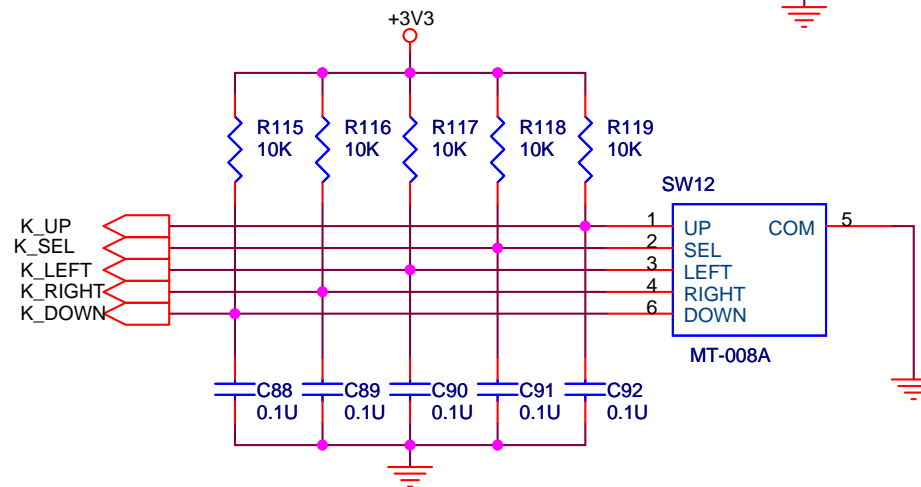 +3V3
R115 R116 R117 R118 R119
10K 10K 10K 10K 10K
SW12
K_UP 1 UP COM 5
K_SEL 2 SEL
K_LEFT 3 LEFT
K_RIGHT 4 RIGHT
K_DOWN 6 DOWN
MT-008A
C88 C89 C90 C91 C92
0.1U 0.1U 0.1U 0.1U 0.1U